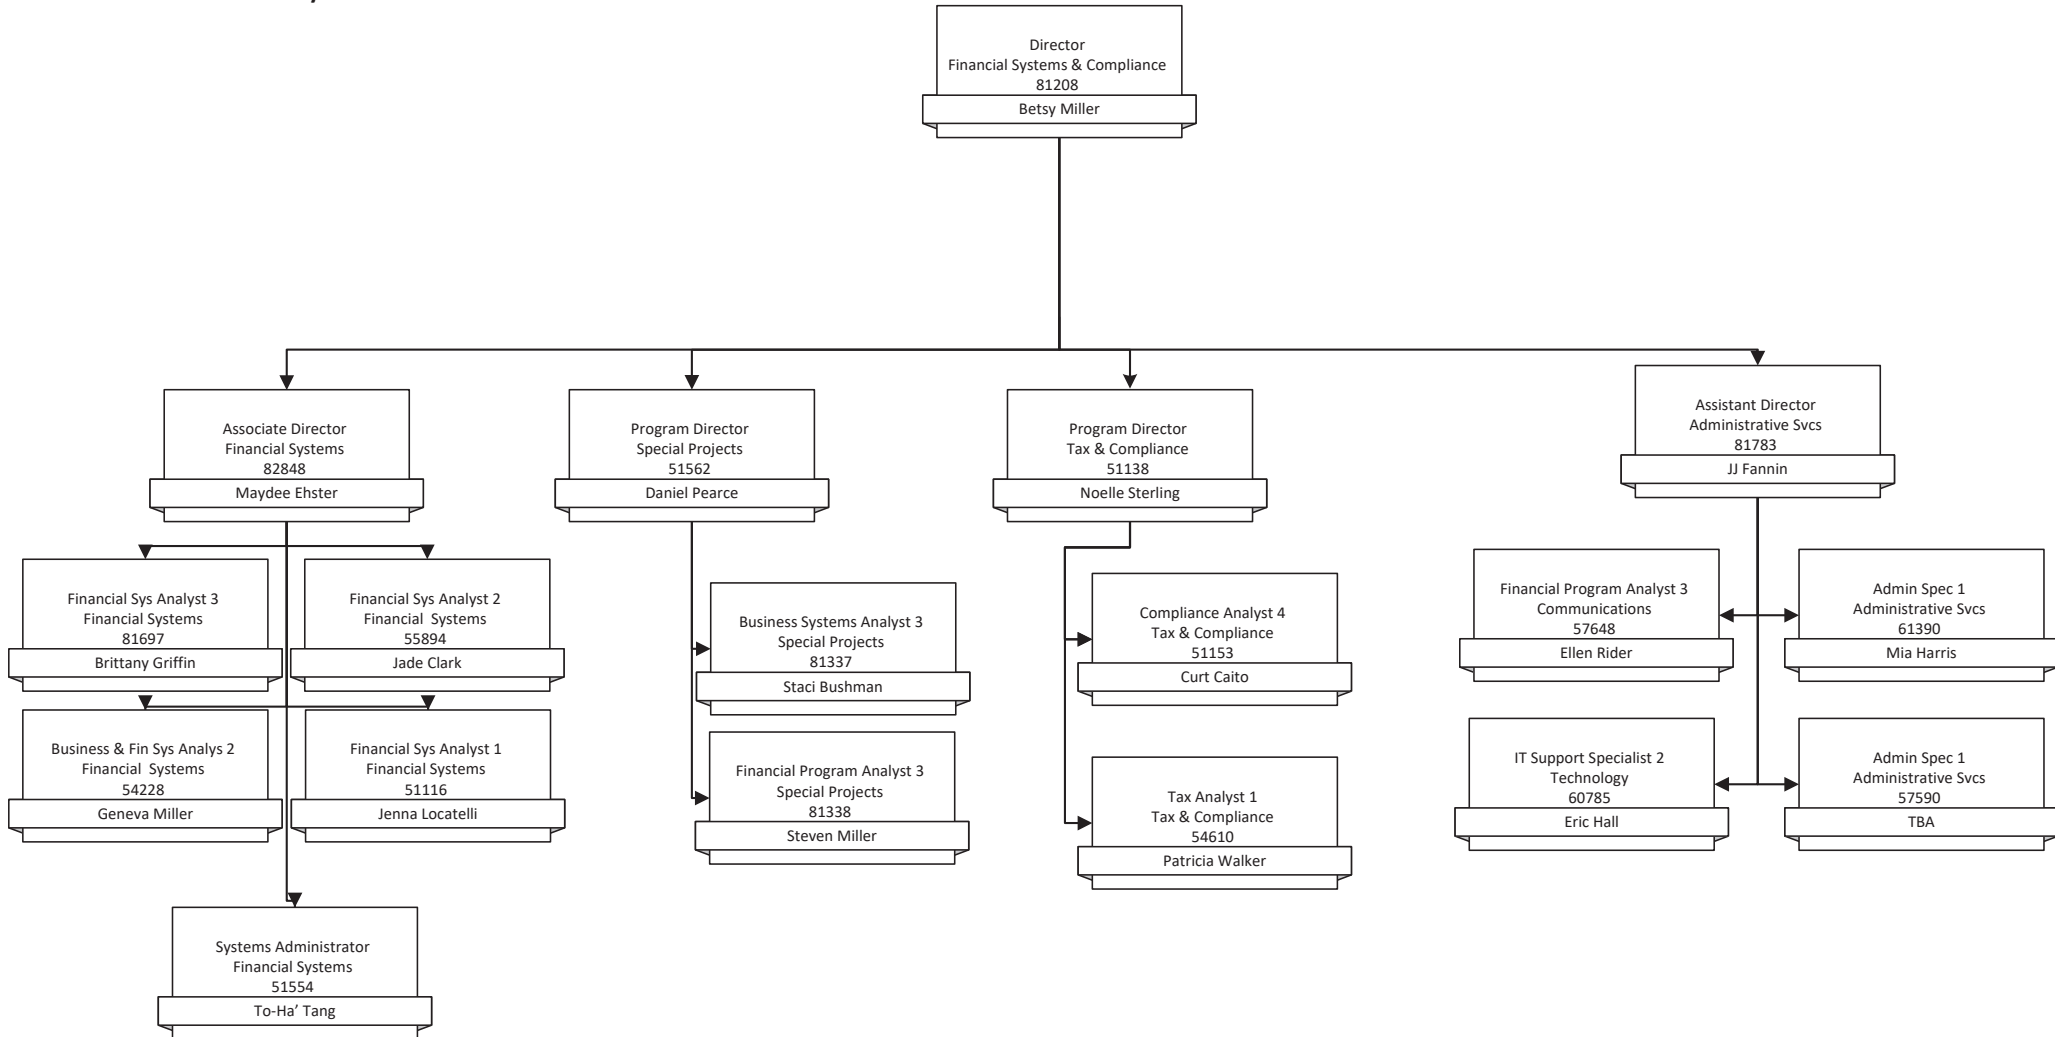 Director
Financial Systems & Compliance
81208
Betsy Miller
Associate Director
Financial Systems
82848
Maydee Ehster
Program Director
Special Projects
51562
Daniel Pearce
Program Director
Tax & Compliance
51138
Noelle Sterling
Assistant Director
Administrative Svcs
81783
JJ Fannin
Financial Sys Analyst 3
Financial Systems
81697
Brittany Griffin
Financial Sys Analyst 2
Financial  Systems
55894
Jade Clark
Business & Fin Sys Analys 2
Financial  Systems
54228
Geneva Miller
Financial Sys Analyst 1
Financial Systems
51116
Jenna Locatelli
Systems Administrator
Financial Systems
51554
To-Ha’ Tang
Business Systems Analyst 3
Special Projects
81337
Staci Bushman
Financial Program Analyst 3
Special Projects
81338
Steven Miller
Compliance Analyst 4
Tax & Compliance
51153
Curt Caito
Tax Analyst 1
Tax & Compliance
54610
Patricia Walker
Financial Program Analyst 3
Communications
57648
Ellen Rider
Admin Spec 1
Administrative Svcs
61390
Mia Harris
IT Support Specialist 2
Technology
60785
Eric Hall
Admin Spec 1
Administrative Svcs
57590
TBA